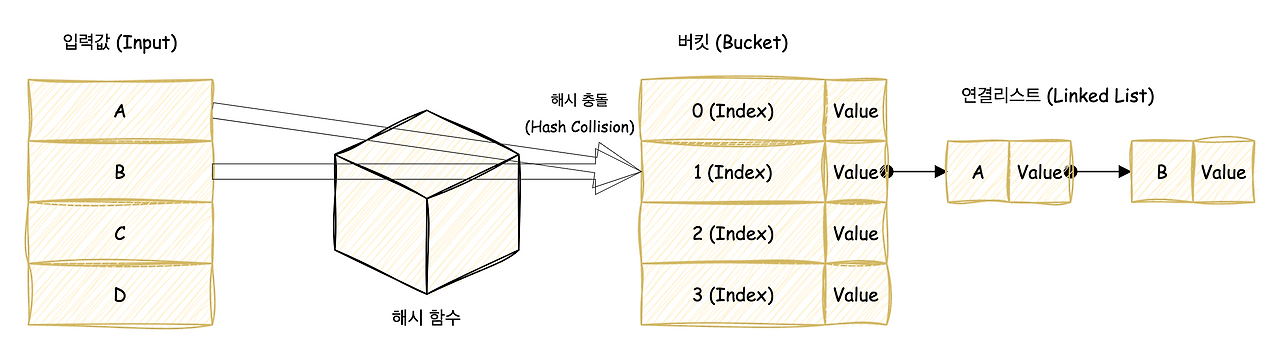 입력값 (Input)
A
B
C
D
해시 함수
해시 충돌
(Hash Collision)
버킷 (Bucket)
0 (Index) Value
1 (Index) Value
2 (Index) Value
3 (Index) Value
연결리스트 (Linked List)
A Value
B Value